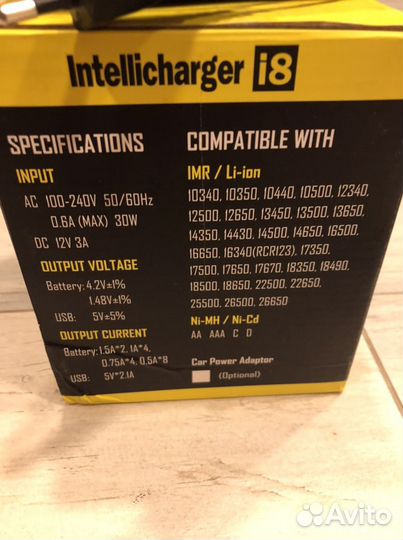 Intellicharger i8
SPECIFICATIONS
INPUT
AC 100-240V 50/60Hz
0.6A (MAX) 30W
DC 12V 3A
OUTPUT VOLTAGE
Battery: 4.2V±1%
1.48V±1%
USB: 5V±5%
OUTPUT CURRENT
Battery: 1.5A*2, 1A*4,
0.75A*4, 0.5A*8
USB: 5V*2.1A
COMPATIBLE WITH
IMR / Li-ion
10340, 10350, 10440, 10500, 12340,
12500, 12650, 13450, 13500, 13650,
14350, 14430, 14500, 14650, 16500,
16650, 16340(RCR123), 17350,
17500, 17650, 17670, 18350, 18490,
18500, 18650, 22500, 22650,
25500, 26500, 26650
Ni-MH / Ni-Cd
AA AAA C D
Car Power Adaptor
(Optional)
Avito